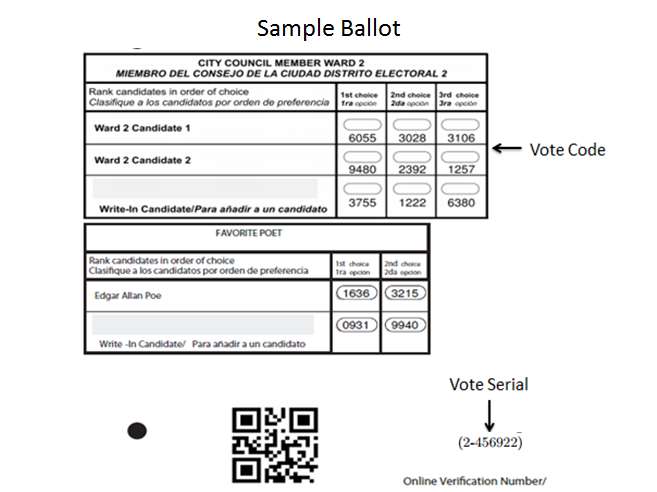 Sample Ballot
CITY COUNCIL MEMBER WARD 2
MIEMBRO DEL CONSEJO DE LA CIUDAD DISTRITO ELECTORAL 2
Rank candidates in order of choice
Clasifique a los candidatos por orden de preferencia
1st choice 2nd choice 3rd choice
1ra opción 2da opción 3ra opción
Ward 2 Candidate 1
6055 3028 3106
Vote Code
Ward 2 Candidate 2
9480 2392 1257
Write-In Candidate/Para añadir a un candidato
3755 1222 6380
FAVORITE POET
Rank candidates in order of choice
Clasifique a los candidatos por orden de preferencia
1st choice 2nd choice
1ra opción 2da opción
Edgar Allan Poe 1636 3215
0931 9940
Write -In Candidate/ Para añadir a un candidato
Vote Serial
(2-456922)
Online Verification Number/